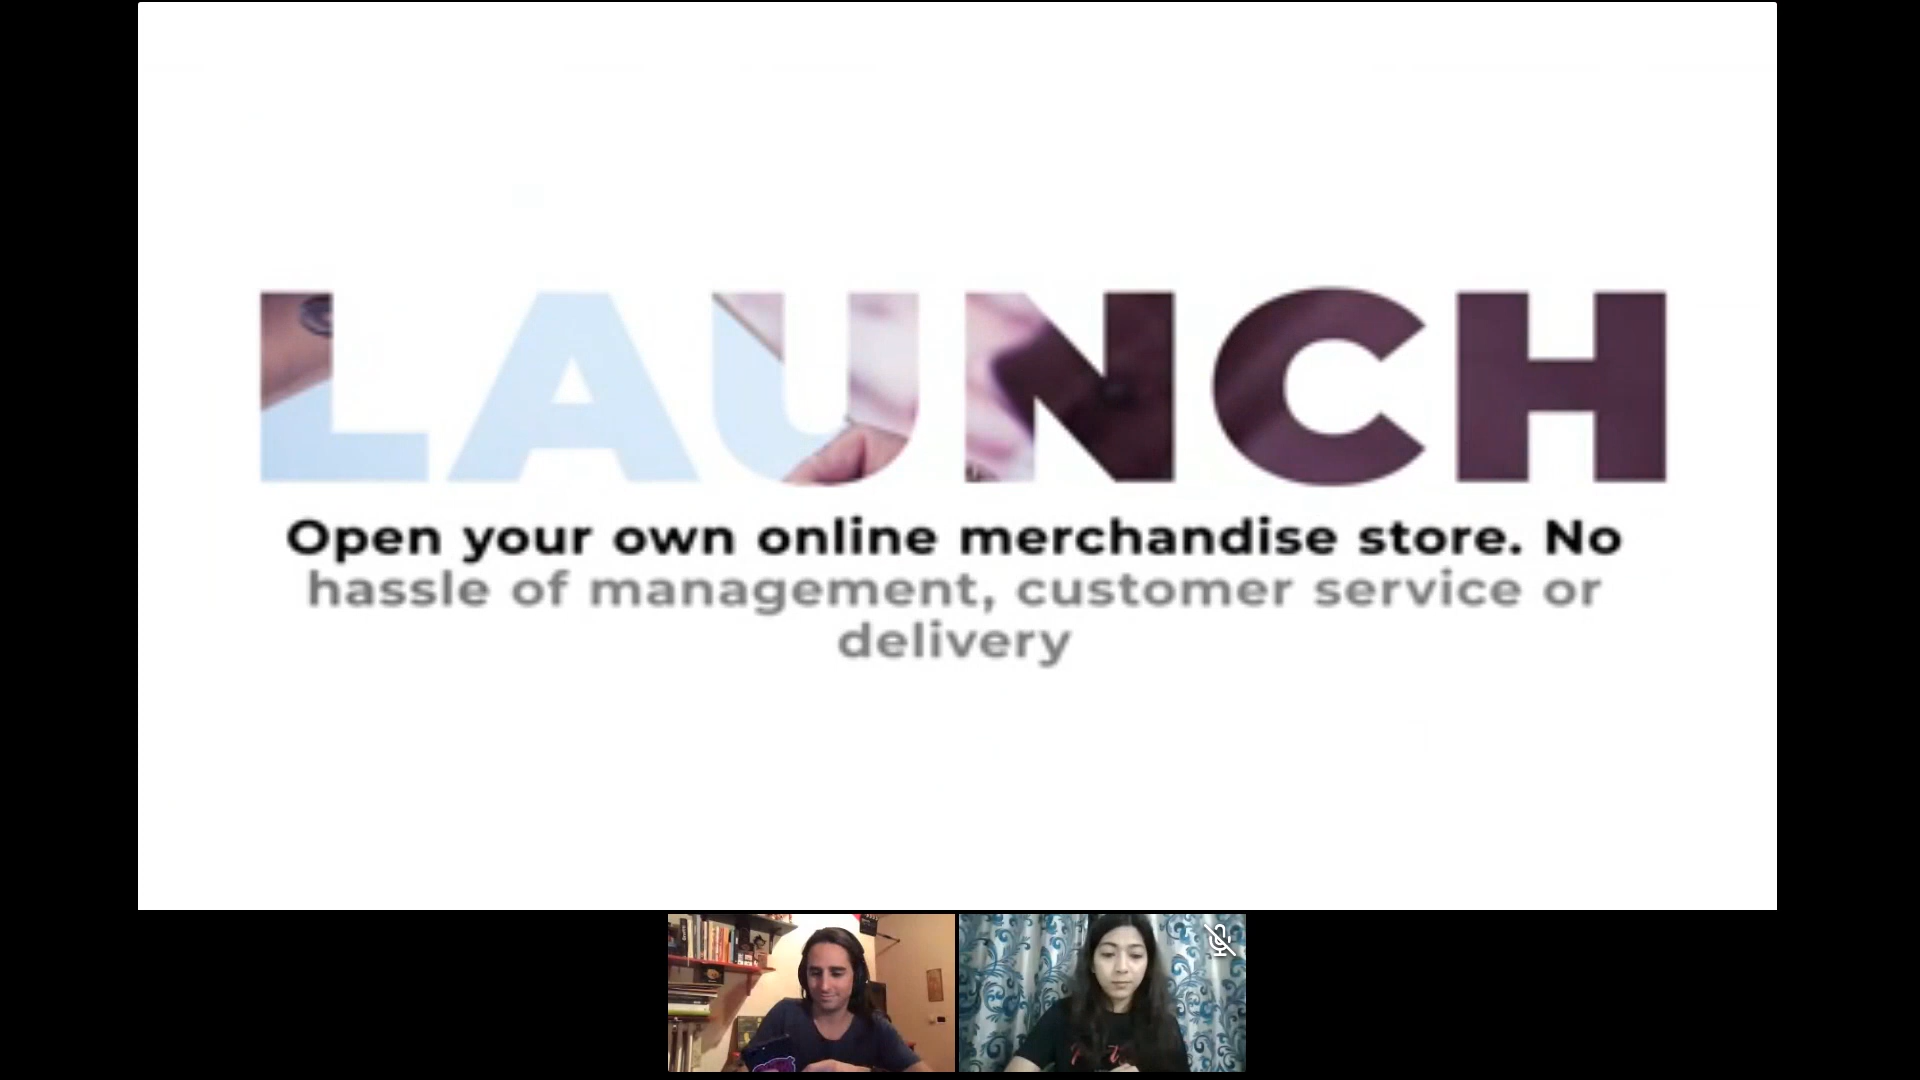 LAUNCH
Open your own online merchandise store. No
hassle of management, customer service or
delivery